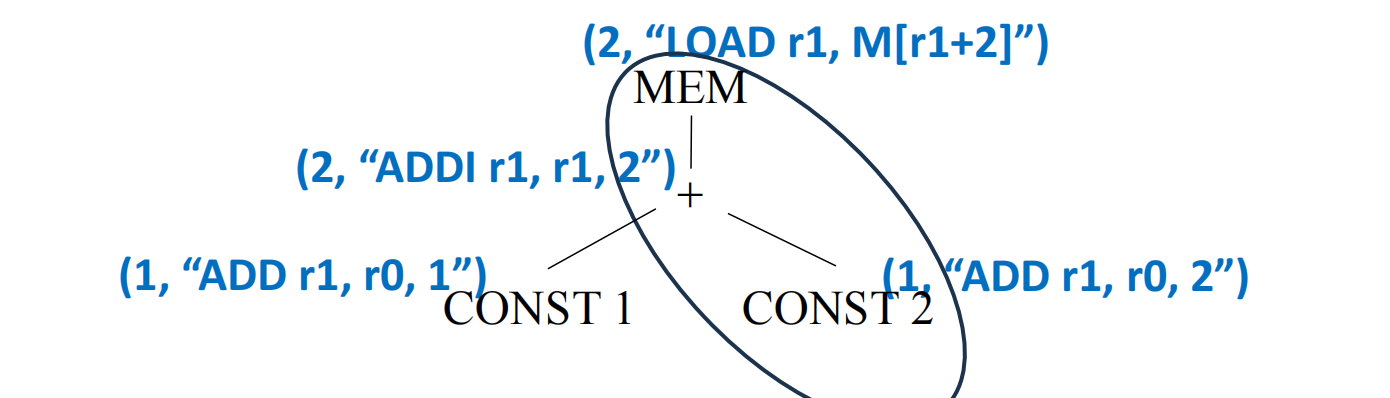 (2, “LOAD r1, M[r1+2]”)
MEM
(2, “ADDI r1, r1, 2”)
+
(1, “ADD r1, r0, 1”)
(1, “ADD r1, r0, 2”)
CONST 1
CONST 2